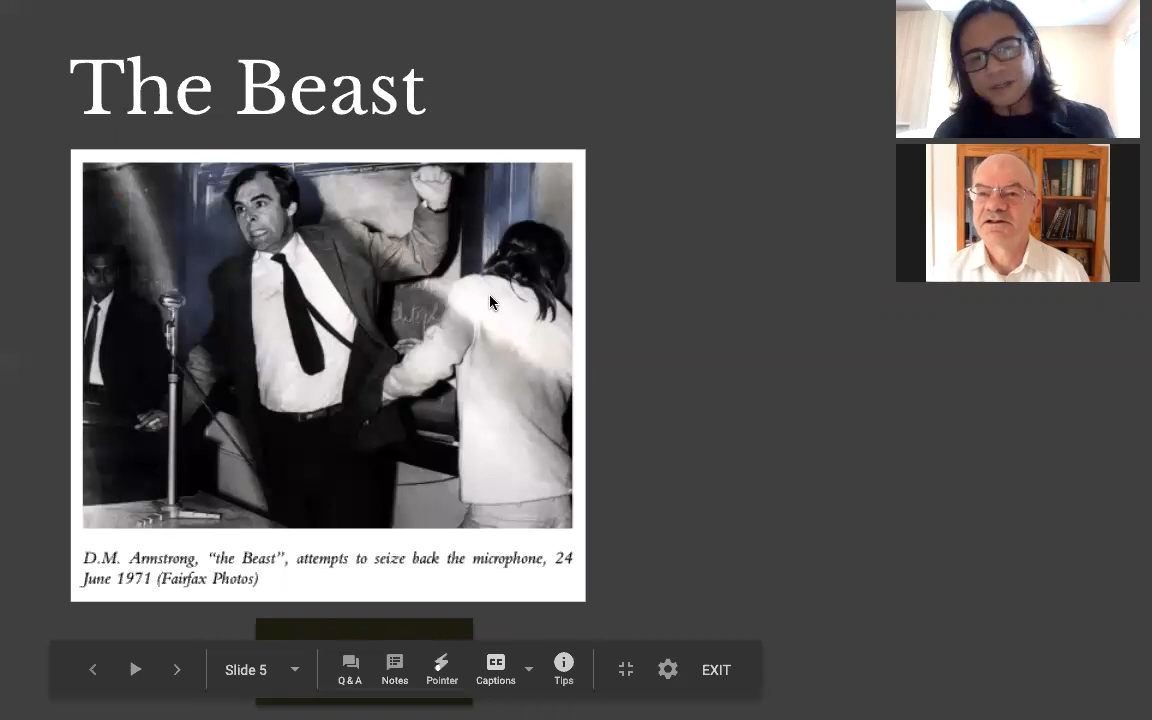 The Beast
D.M. Armstrong, “the Beast”, attempts to seize back the microphone, 24
June 1971 (Fairfax Photos)
Slide 5
Q & A
Notes
Pointer
Captions
Tips
EXIT